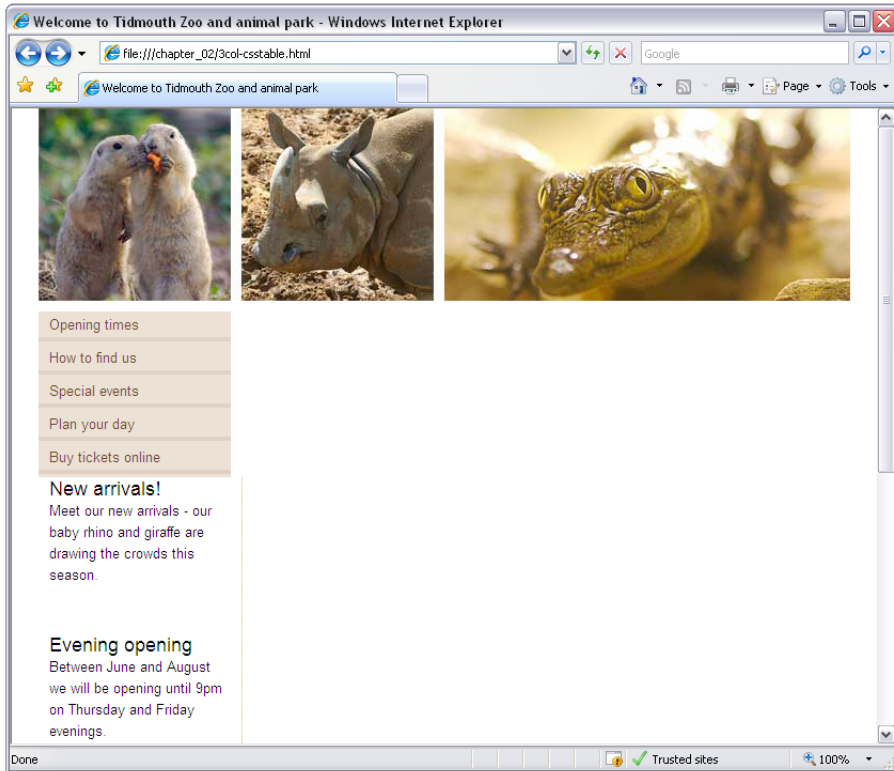 Welcome to Tidmouth Zoo and animal park - Windows Internet Explorer
file:///chapter_02/3col-csstable.html
Google
Welcome to Tidmouth Zoo and animal park
Page
Tools
Opening times
How to find us
Special events
Plan your day
Buy tickets online
New arrivals!
Meet our new arrivals - our
baby rhino and giraffe are
drawing the crowds this
season.
Evening opening
Between June and August
we will be opening until 9pm
on Thursday and Friday
evenings.
Done
Trusted sites
100%